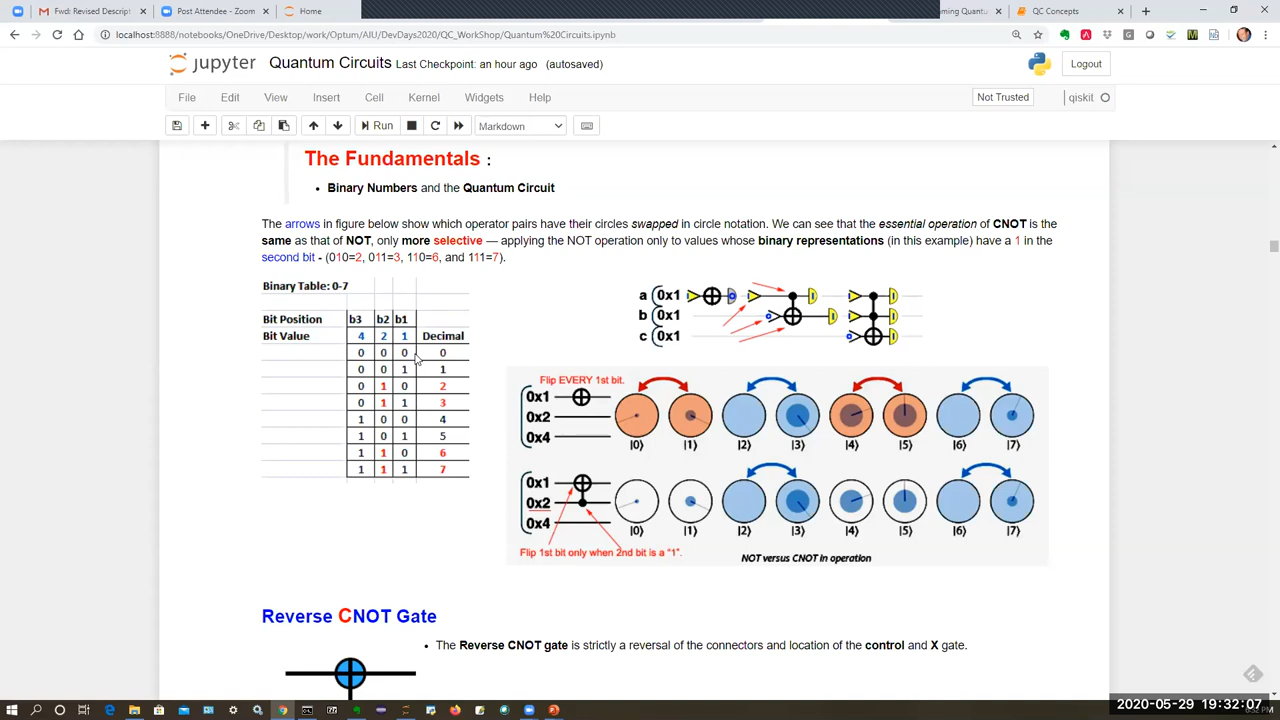 Fwd: Revised Descript
Post Attendee - Zoom
Home
ming Quantum
QC Concepts
localhost:8888/notebooks/OneDrive/Desktop/work/Optum/AIU/DevDays2020/QC_WorkShop/Quantum%20Circuits.ipynb
jupyter Quantum Circuits Last Checkpoint: an hour ago (autosaved)
Logout
File Edit View Insert Cell Kernel Widgets Help
Not Trusted
qiskit
Run
Markdown
The Fundamentals :
• Binary Numbers and the Quantum Circuit
The arrows in figure below show which operator pairs have their circles swapped in circle notation. We can see that the essential operation of CNOT is the
same as that of NOT, only more selective — applying the NOT operation only to values whose binary representations (in this example) have a 1 in the
second bit - (010=2, 011=3, 110=6, and 111=7).
Binary Table: 0-7
Bit Position b3 b2 b1
Bit Value 4 2 1 Decimal
0 0 0 0
0 0 1 1
0 1 0 2
0 1 1 3
1 0 0 4
1 0 1 5
1 1 0 6
1 1 1 7
a 0x1
b 0x1
c 0x1
Flip EVERY 1st bit.
0x1
0x2
0x4
|0⟩ |1⟩ |2⟩ |3⟩ |4⟩ |5⟩ |6⟩ |7⟩
0x1
0x2
0x4
|0⟩ |1⟩ |2⟩ |3⟩ |4⟩ |5⟩ |6⟩ |7⟩
Flip 1st bit only when 2nd bit is a "1".
NOT versus CNOT in operation
Reverse CNOT Gate
• The Reverse CNOT gate is strictly a reversal of the connectors and location of the control and X gate.
2020-05-29 19:32:07